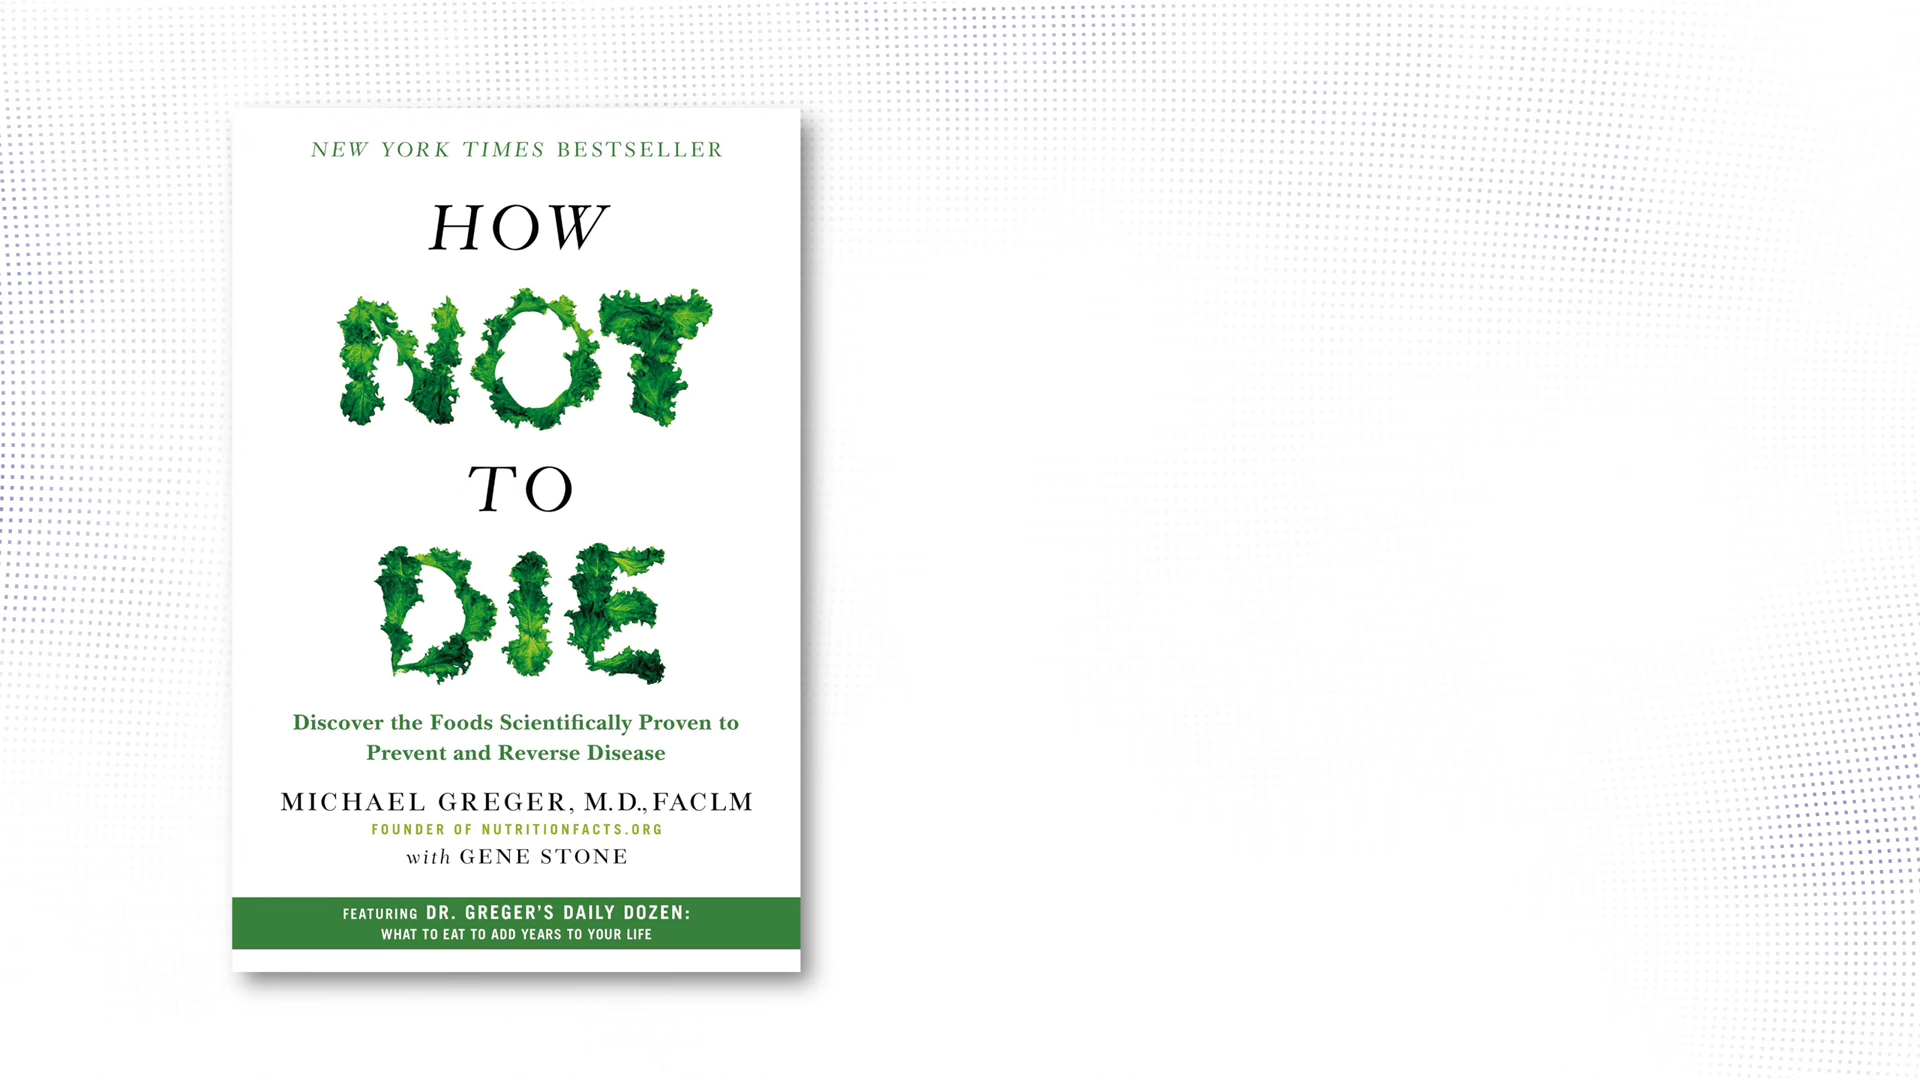 NEW YORK TIMES BESTSELLER
HOW
NOT
TO
DIE
Discover the Foods Scientifically Proven to
Prevent and Reverse Disease
MICHAEL GREGER, M.D., FACLM
FOUNDER OF NUTRITIONFACTS.ORG
with GENE STONE
FEATURING DR. GREGER'S DAILY DOZEN:
WHAT TO EAT TO ADD YEARS TO YOUR LIFE